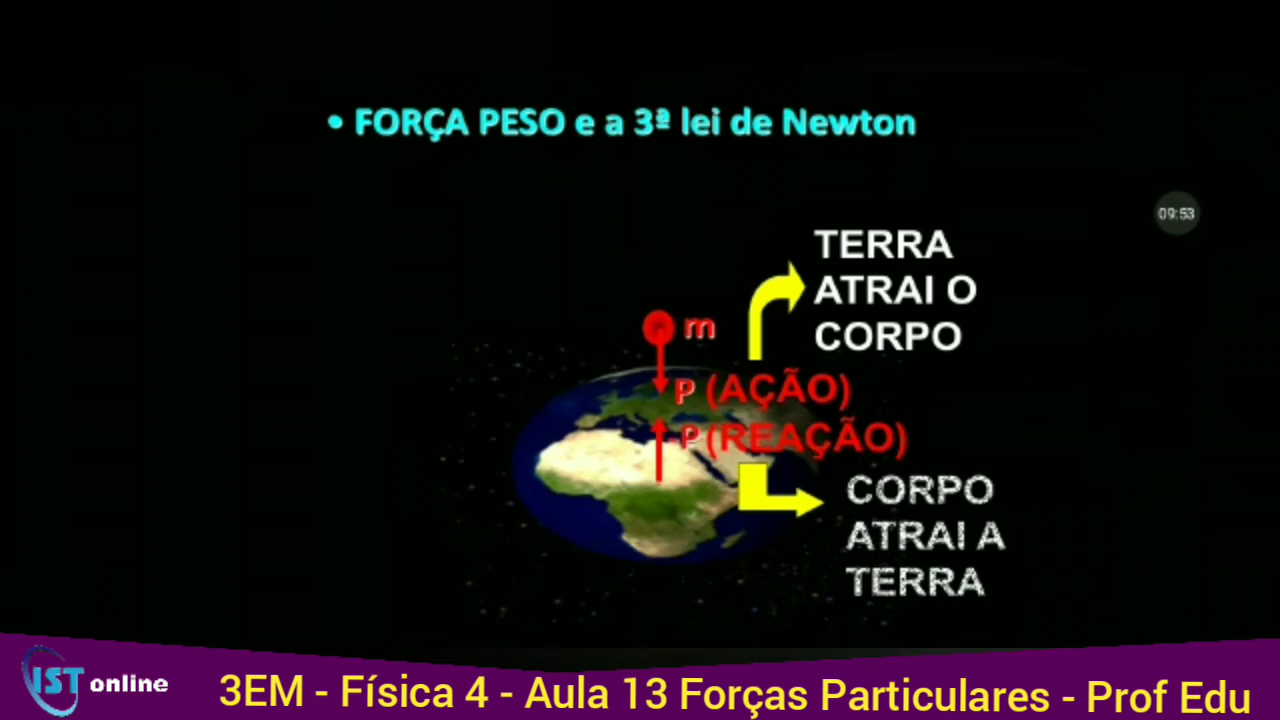 • FORÇA PESO e a 3ª lei de Newton
09:53
TERRA
ATRAI O
CORPO
m
P (AÇÃO)
-P (REAÇÃO)
CORPO
ATRAI A
TERRA
IST online
3EM - Física 4 - Aula 13 Forças Particulares - Prof Edu